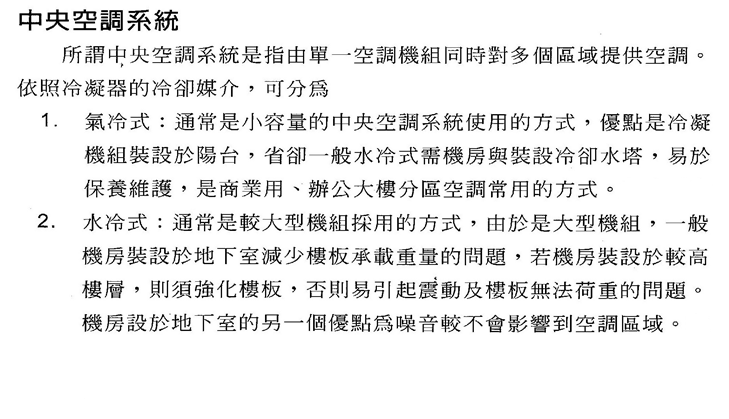 中央空調系統
所謂中央空調系統是指由單一空調機組同時對多個區域提供空調。
依照冷凝器的冷卻媒介，可分為
1. 氣冷式：通常是小容量的中央空調系統使用的方式，優點是冷凝
機組裝設於陽台，省卻一般水冷式需機房與裝設冷卻水塔，易於
保養維護，是商業用、辦公大樓分區空調常用的方式。
2. 水冷式：通常是較大型機組採用的方式，由於是大型機組，一般
機房裝設於地下室減少樓板承載重量的問題，若機房裝設於較高
樓層，則須強化樓板，否則易引起震動及樓板無法荷重的問題。
機房設於地下室的另一個優點為噪音較不會影響到空調區域。